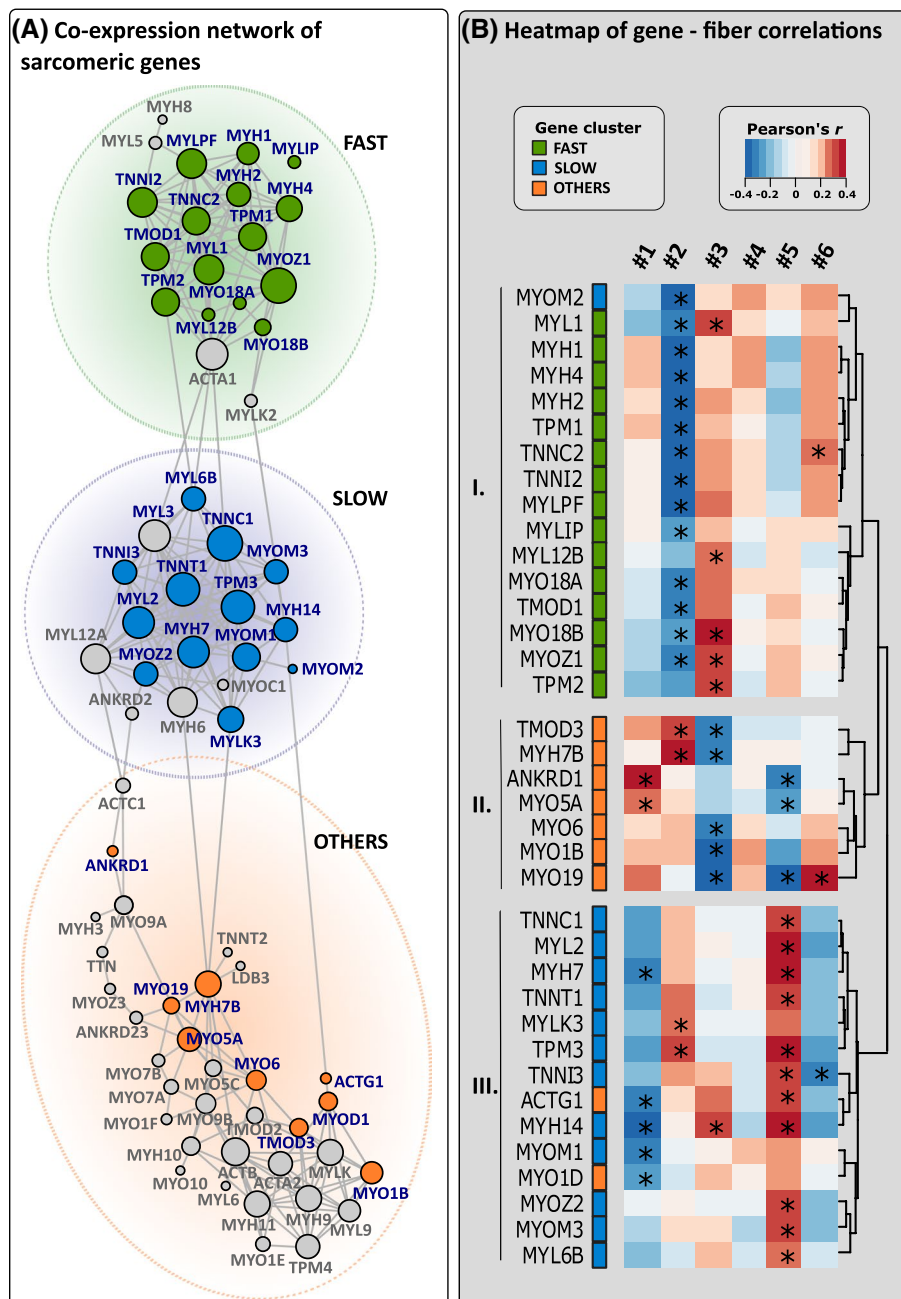 (A) Co-expression network of
sarcomeric genes
MYH8
MYL5
MYLPF
MYH1
MYLIP
FAST
TNNI2
MYH2
MYH4
TNNC2
TPM1
TMOD1
MYL1
MYOZ1
TPM2
MYO18A
MYL12B
MYO18B
ACTA1
MYLK2
MYL6B
SLOW
MYL3
TNNC1
TNNI3
MYOM3
TNNT1
TPM3
MYL2
MYH14
MYL12A
MYH7
MYOM1
MYOZ2
MYOM2
MYOC1
ANKRD2
MYH6
MYLK3
ACTC1
OTHERS
ANKRD1
MYO9A
MYH3
TNNT2
TTN
LDB3
MYOZ3
MYO19
MYH7B
ANKRD23
MYO5A
MYO7B
MYO5C
MYO6
ACTG1
MYO7A
MYO9B
MYOD1
MYO1F
TMOD2
TMOD3
MYH10
ACTB
MYLK
MYO10
ACTA2
MYL6
MYO1B
MYH11
MYH9
MYL9
MYO1E
TPM4
(B) Heatmap of gene - fiber correlations
Gene cluster
FAST
SLOW
OTHERS
Pearson's r
-0.4 -0.2 0 0.2 0.4
#1 #2 #3 #4 #5 #6
I.
MYOM2 *
MYL1 * *
MYH1 *
MYH4 *
MYH2 *
TPM1 *
TNNC2 * *
TNNI2 *
MYLPF *
MYLIP *
MYL12B *
MYO18A *
TMOD1 *
MYO18B * *
MYOZ1 * *
TPM2 *
II.
TMOD3 * *
MYH7B * *
ANKRD1 * *
MYO5A * *
MYO6 *
MYO1B *
MYO19 * * *
III.
TNNC1 *
MYL2 *
MYH7 * *
TNNT1 *
MYLK3 *
TPM3 * *
TNNI3 * *
ACTG1 * *
MYH14 * * *
MYOM1 *
MYO1D *
MYOZ2 *
MYOM3 *
MYL6B *